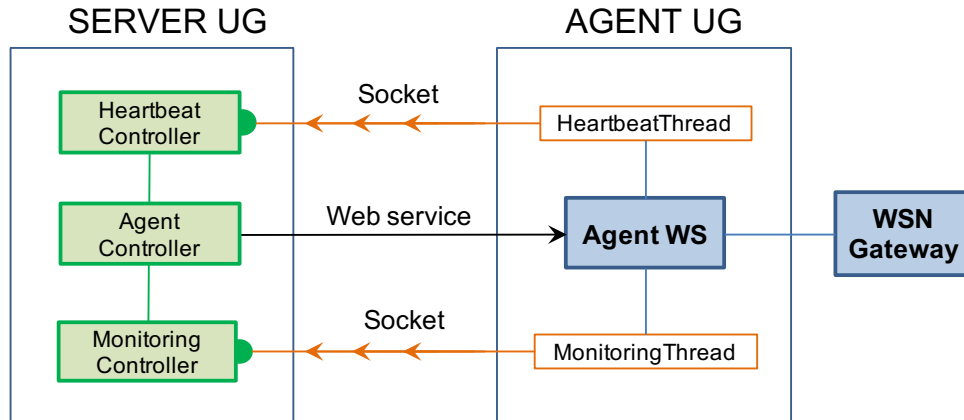 SERVER UG
AGENT UG
Heartbeat
Controller
Socket
HeartbeatThread
Agent
Controller
Web service
Agent WS
WSN
Gateway
Monitoring
Controller
Socket
MonitoringThread